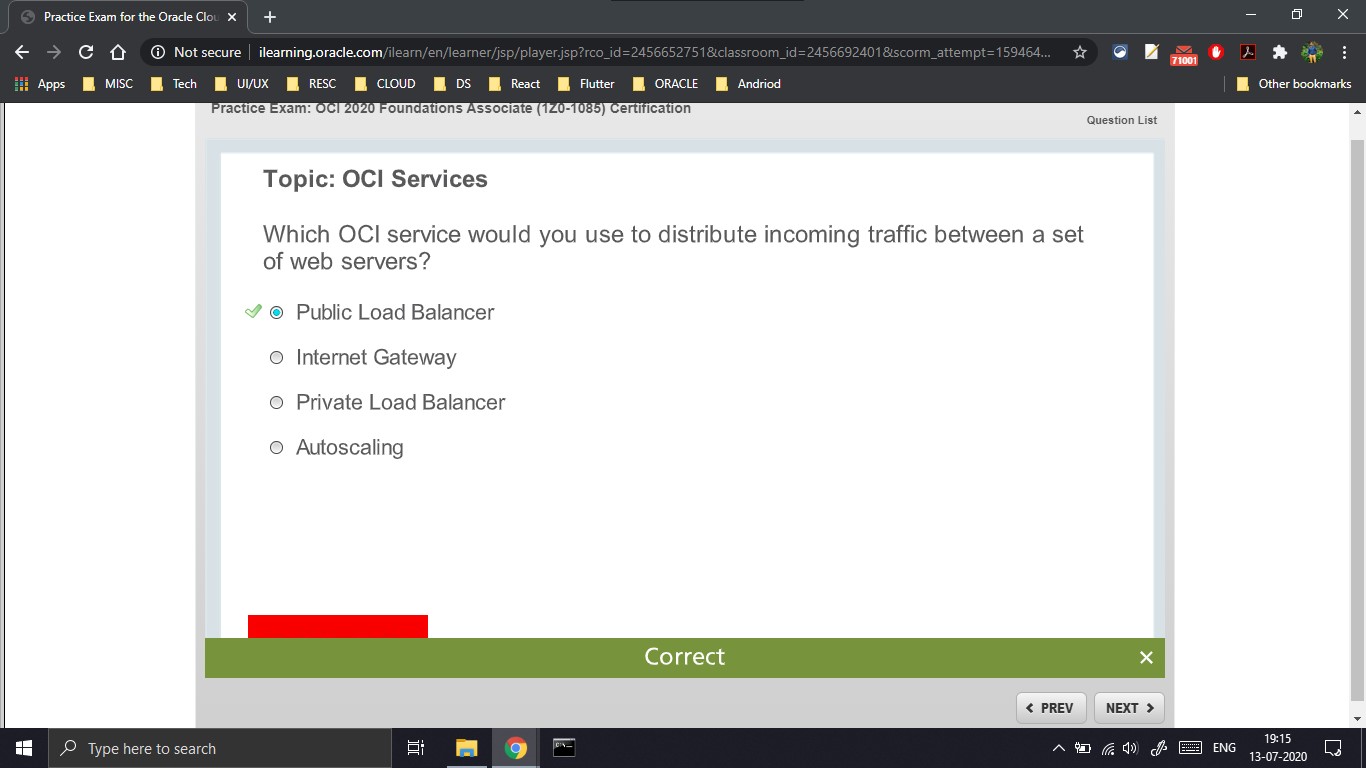 Practice Exam for the Oracle Clou
Not secure
ilearning.oracle.com/ilearn/en/learner/jsp/player.jsp?rco_id=2456652751&classroom_id=2456692401&scorm_attempt=159464...
71001
Apps MISC Tech UI/UX RESC CLOUD DS React Flutter ORACLE Andriod Other bookmarks
Practice Exam: OCI 2020 Foundations Associate (1Z0-1085) Certification
Question List
Topic: OCI Services
Which OCI service would you use to distribute incoming traffic between a set
of web servers?
Public Load Balancer
Internet Gateway
Private Load Balancer
Autoscaling
Correct
PREV NEXT
Type here to search
ENG
19:15
13-07-2020